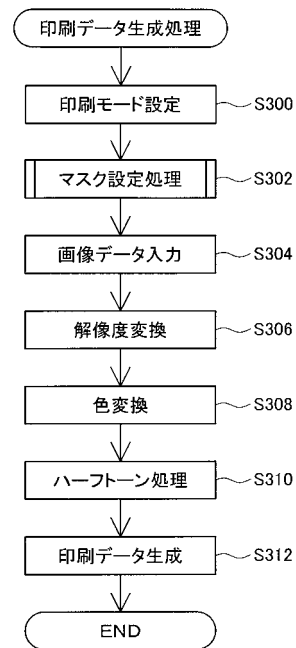 印刷データ生成処理
印刷モード設定 S300
マスク設定処理 S302
画像データ入力 S304
解像度変換 S306
色変換 S308
ハーフトーン処理 S310
印刷データ生成 S312
END